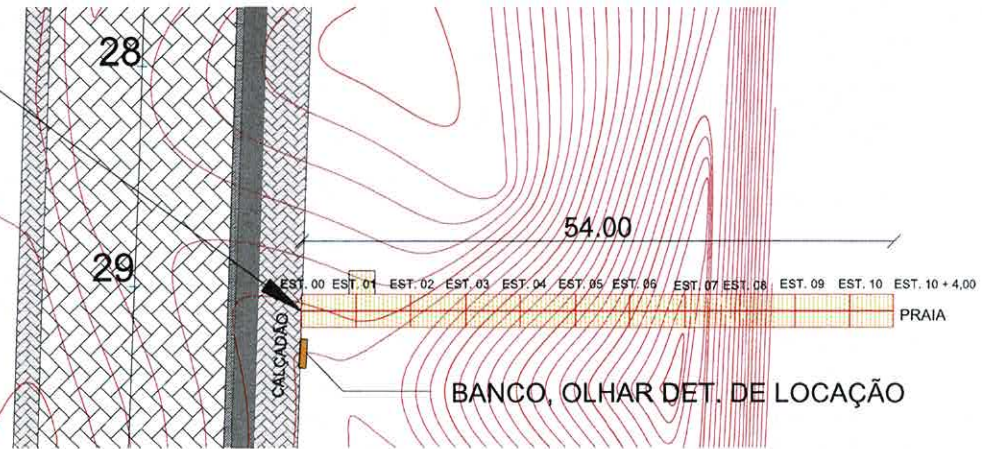 28
54.00
29
EST. 00 EST. 01 EST. 02 EST. 03 EST. 04 EST. 05 EST. 06 EST. 07 EST. 08 EST. 09 EST. 10 EST. 10 + 4,00
CALÇADÃO
PRAIA
BANCO, OLHAR DET. DE LOCAÇÃO